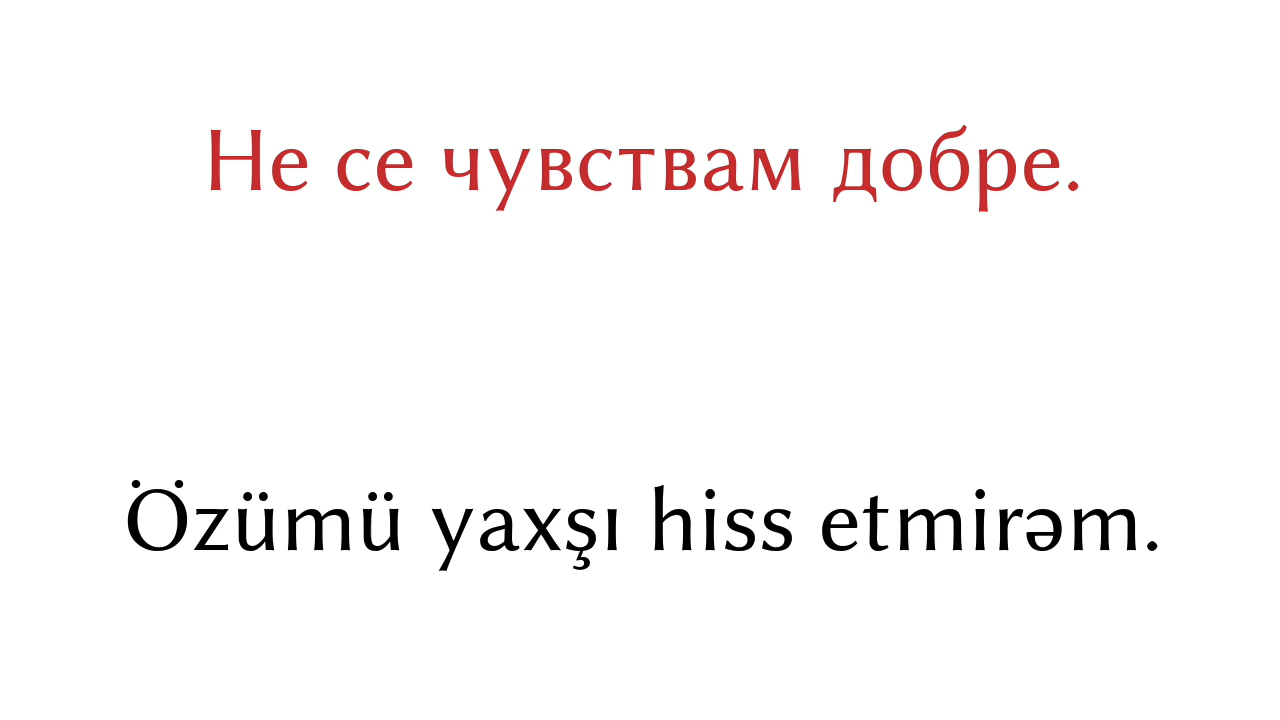 Не се чувствам добре.
Özümü yaxşı hiss etmirəm.